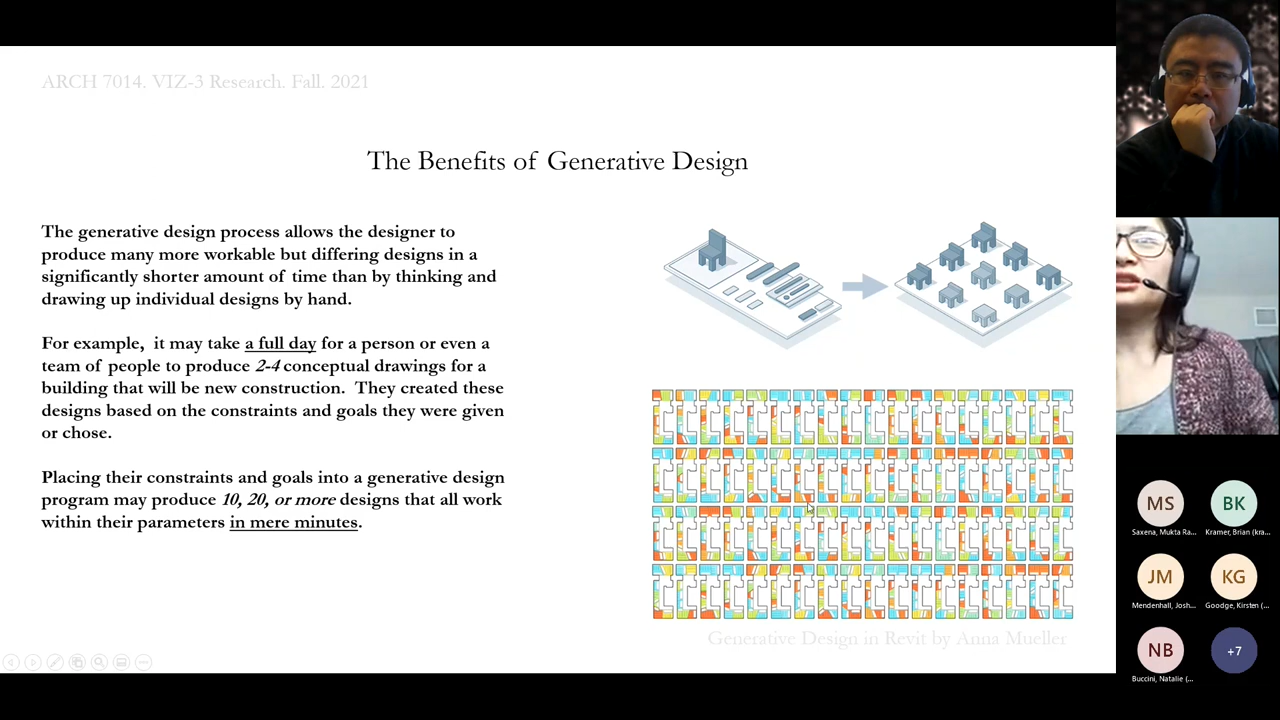 ARCH 7014. VIZ-3 Research. Fall. 2021
The Benefits of Generative Design
The generative design process allows the designer to
produce many more workable but differing designs in a
significantly shorter amount of time than by thinking and
drawing up individual designs by hand.
For example, it may take a full day for a person or even a
team of people to produce 2-4 conceptual drawings for a
building that will be new construction. They created these
designs based on the constraints and goals they were given
or chose.
Placing their constraints and goals into a generative design
program may produce 10, 20, or more designs that all work
within their parameters in mere minutes.
Generative Design in Revit by Anna Mueller
MS
BK
Saxena, Mukta Ra...
Kramer, Brian (kra...
JM
KG
Mendenhall, Josh...
Goodge, Kirsten (...
NB
+7
Buccini, Natalie (...